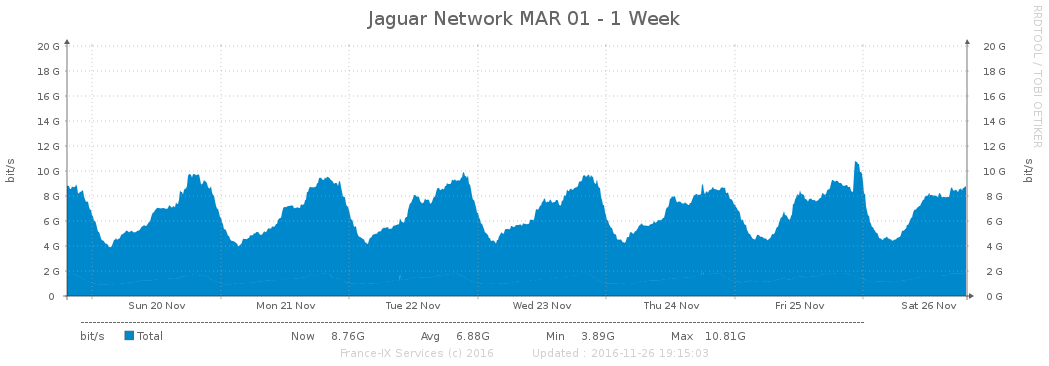 Jaguar Network MAR 01 - 1 Week
RRDTOOL / TOBI OETIKER
bit/s
bit/s
20 G 20 G
18 G 18 G
16 G 16 G
14 G 14 G
12 G 12 G
10 G 10 G
8 G 8 G
6 G 6 G
4 G 4 G
2 G 2 G
0 0 G
Sun 20 Nov Mon 21 Nov Tue 22 Nov Wed 23 Nov Thu 24 Nov Fri 25 Nov Sat 26 Nov
bit/s Total Now 8.76G Avg 6.88G Min 3.89G Max 10.81G
France-IX Services (c) 2016 Updated : 2016-11-26 19:15:03